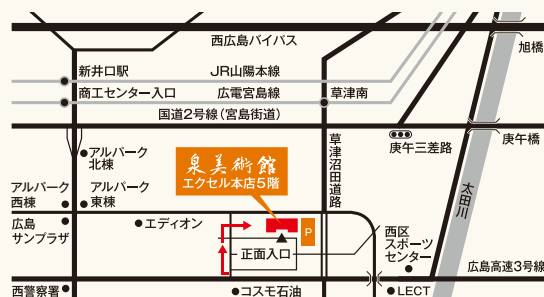 西広島バイパス
旭橋
新井口駅
JR山陽本線
商工センター入口
広電宮島線
草津南
国道2号線(宮島街道)
庚午三差路
庚午橋
アルパーク
北棟
草津沼田道路
泉美術館
エクセル本店5階
太田川
アルパーク
西棟
アルパーク
東棟
広島
サンプラザ
エディオン
P
西区
スポーツ
センター
正面入口
広島高速3号線
西警察署
コスモ石油
LECT